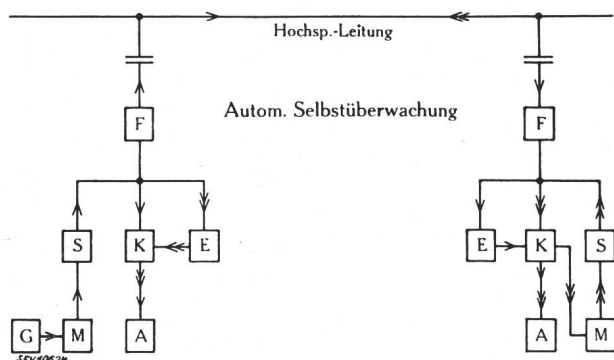 Hochsp.-Leitung
Autom. Selbstüberwachung
F F
S K E E K S
G M A A M